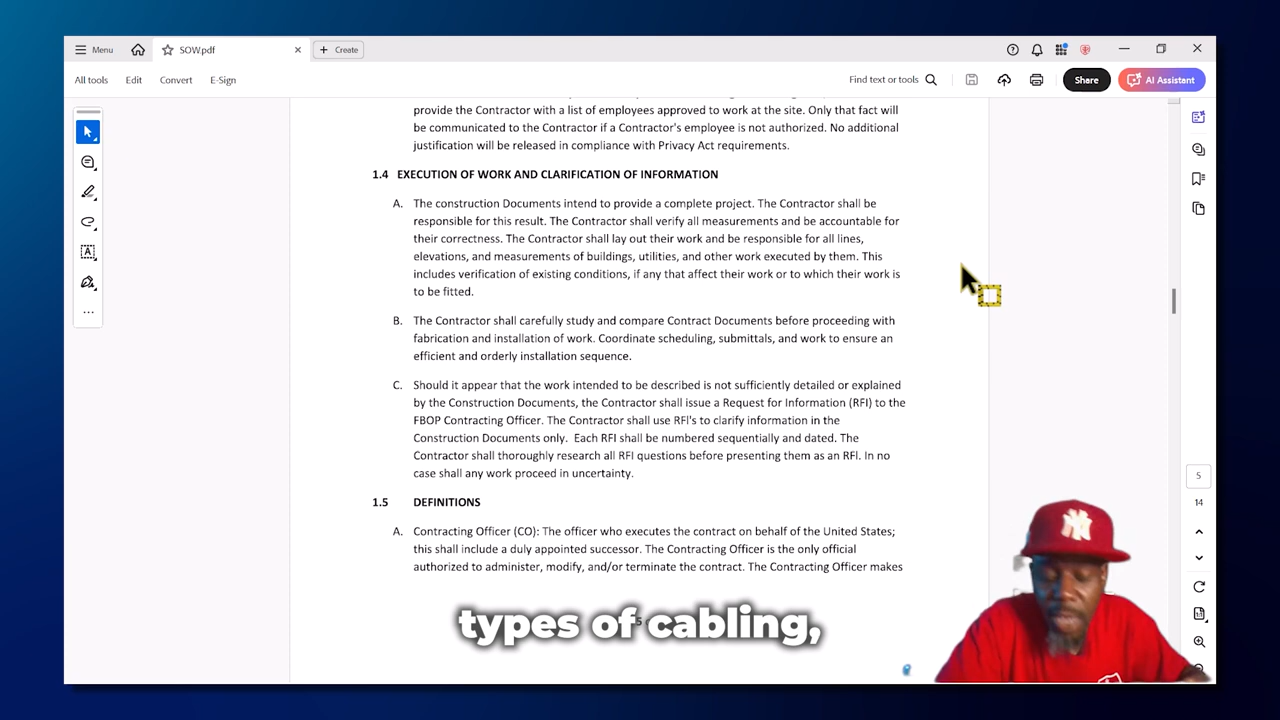 Menu
SOW.pdf
Create
All tools
Edit
Convert
E-Sign
Find text or tools
Share
AI Assistant
provide the Contractor with a list of employees approved to work at the site. Only that fact will
be communicated to the Contractor if a Contractor's employee is not authorized. No additional
justification will be released in compliance with Privacy Act requirements.
1.4 EXECUTION OF WORK AND CLARIFICATION OF INFORMATION
A. The construction Documents intend to provide a complete project. The Contractor shall be
responsible for this result. The Contractor shall verify all measurements and be accountable for
their correctness. The Contractor shall lay out their work and be responsible for all lines,
elevations, and measurements of buildings, utilities, and other work executed by them. This
includes verification of existing conditions, if any that affect their work or to which their work is
to be fitted.
B. The Contractor shall carefully study and compare Contract Documents before proceeding with
fabrication and installation of work. Coordinate scheduling, submittals, and work to ensure an
efficient and orderly installation sequence.
C. Should it appear that the work intended to be described is not sufficiently detailed or explained
by the Construction Documents, the Contractor shall issue a Request for Information (RFI) to the
FBOP Contracting Officer. The Contractor shall use RFI's to clarify information in the
Construction Documents only. Each RFI shall be numbered sequentially and dated. The
Contractor shall thoroughly research all RFI questions before presenting them as an RFI. In no
case shall any work proceed in uncertainty.
1.5 DEFINITIONS
A. Contracting Officer (CO): The officer who executes the contract on behalf of the United States;
this shall include a duly appointed successor. The Contracting Officer is the only official
authorized to administer, modify, and/or terminate the contract. The Contracting Officer makes
5
14
types of cabling,
NY